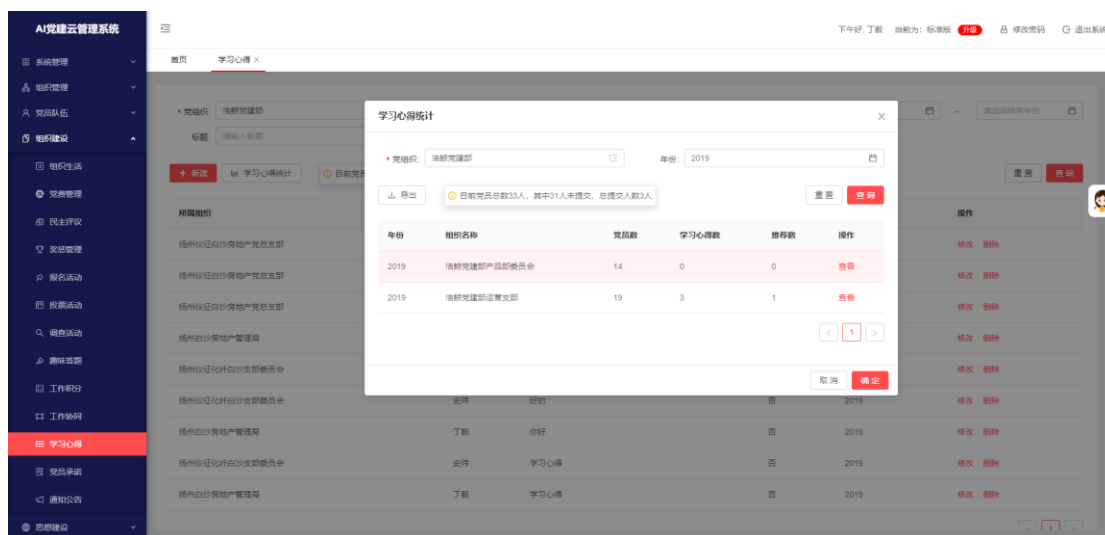 AI党建云管理系统
下午好, 丁毅 当前为: 标准版 升级 修改密码 退出系统
系统管理
首页 学习心得 ×
组织管理
党员队伍
组织建设
组织生活
党费管理
民主评议
奖惩管理
报名活动
投票活动
调查活动
趣味答题
工作积分
工作协同
学习心得
党员承诺
通知公告
思想建设
* 党组织: 浩鲸党建部
标题: 请输入标题
请选择结束年份
+ 新建 学习心得统计 目前党员
重置 查询
所属组织 操作
扬州仪征白沙房地产党总支部 修改 删除
扬州仪征白沙房地产党总支部 修改 删除
扬州仪征白沙房地产党总支部 修改 删除
扬州白沙房地产管理局 修改 删除
扬州仪征化纤白沙支部委员会 修改 删除
扬州仪征化纤白沙支部委员会 史玮 好的 否 2019 修改 删除
扬州白沙房地产管理局 丁毅 你好 否 2019 修改 删除
扬州仪征化纤白沙支部委员会 史玮 学习心得 否 2019 修改 删除
扬州白沙房地产管理局 丁毅 学习心得 否 2019 修改 删除
< 1 >
学习心得统计 ×
* 党组织: 浩鲸党建部 年份: 2019
导出 目前党员总数33人，其中31人未提交，总提交人数3人 重置 查询
年份 组织名称 党员数 学习心得数 推荐数 操作
2019 浩鲸党建部产品部委员会 14 0 0 查看
2019 浩鲸党建部运营支部 19 3 1 查看
< 1 >
取消 确定